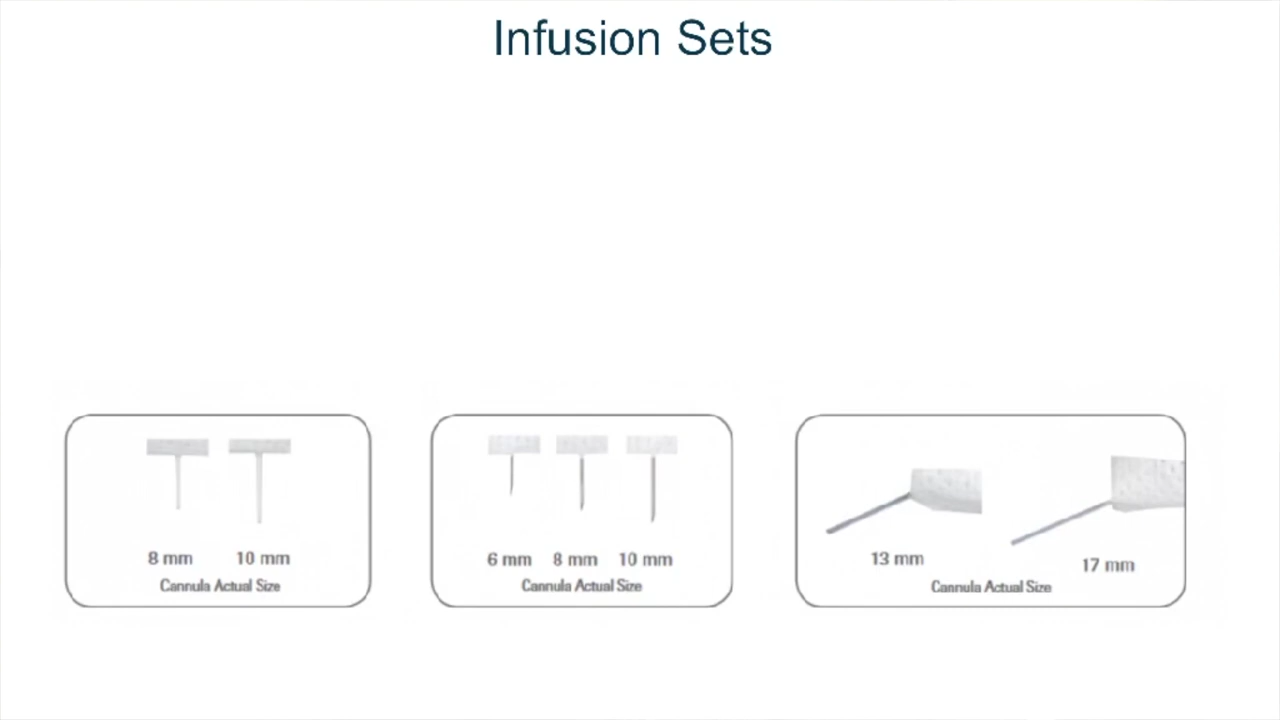 Infusion Sets
8 mm 10 mm
Cannula Actual Size
6 mm 8 mm 10 mm
Cannula Actual Size
13 mm
17 mm
Cannula Actual Size